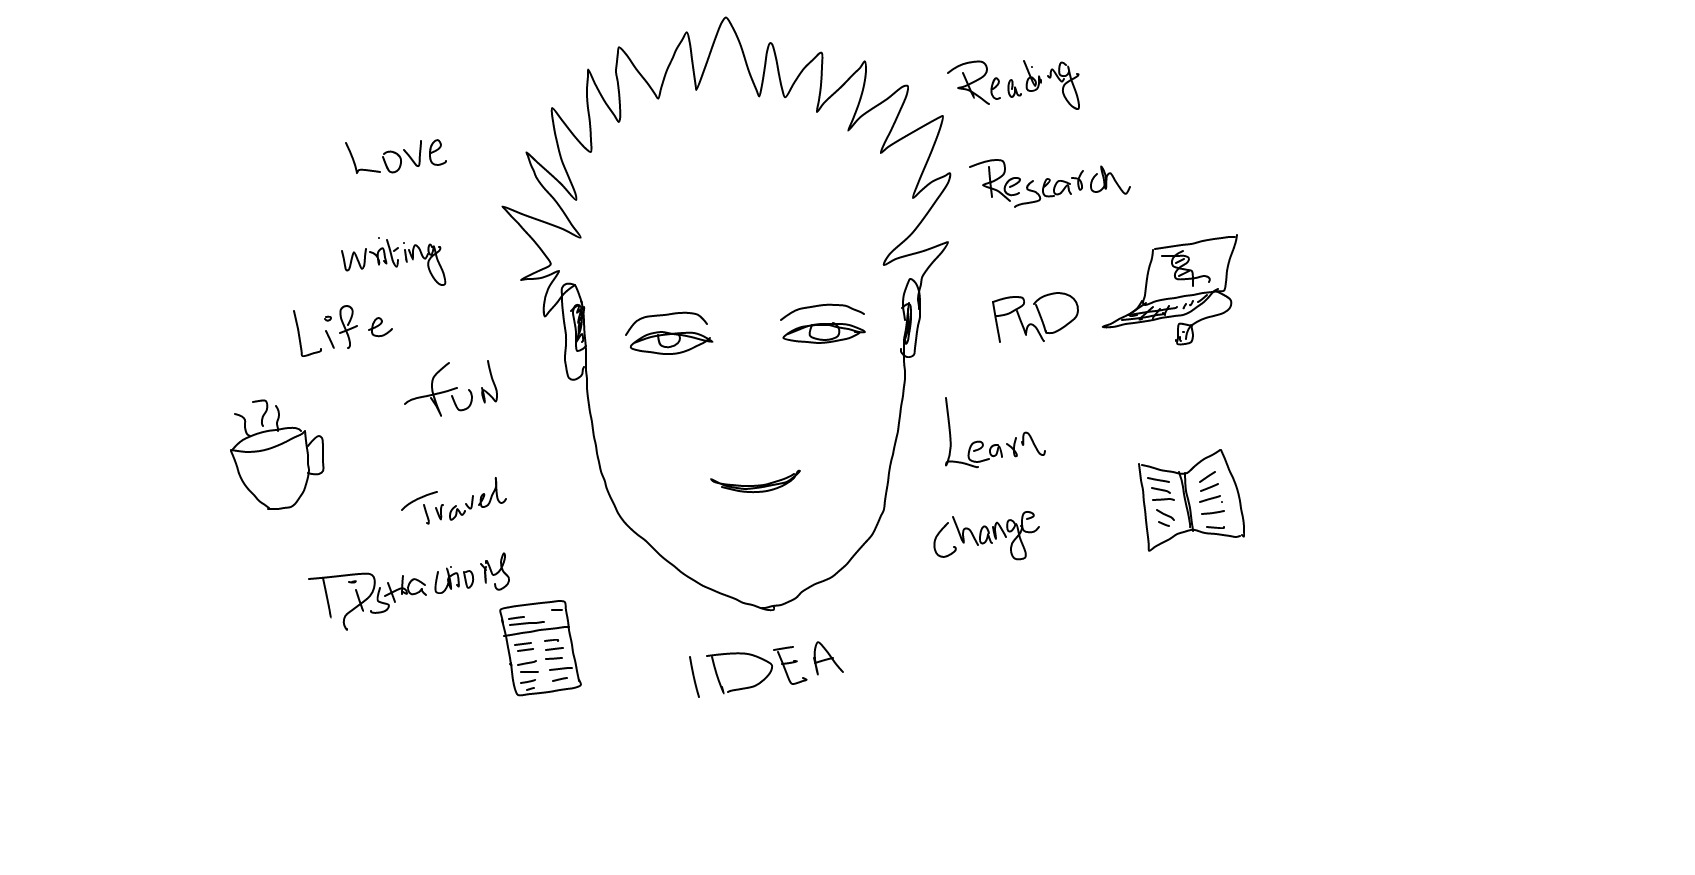 Love
writing
Life
FUN
Travel
Distractions
Reading
Research
PhD
Learn
Change
IDEA